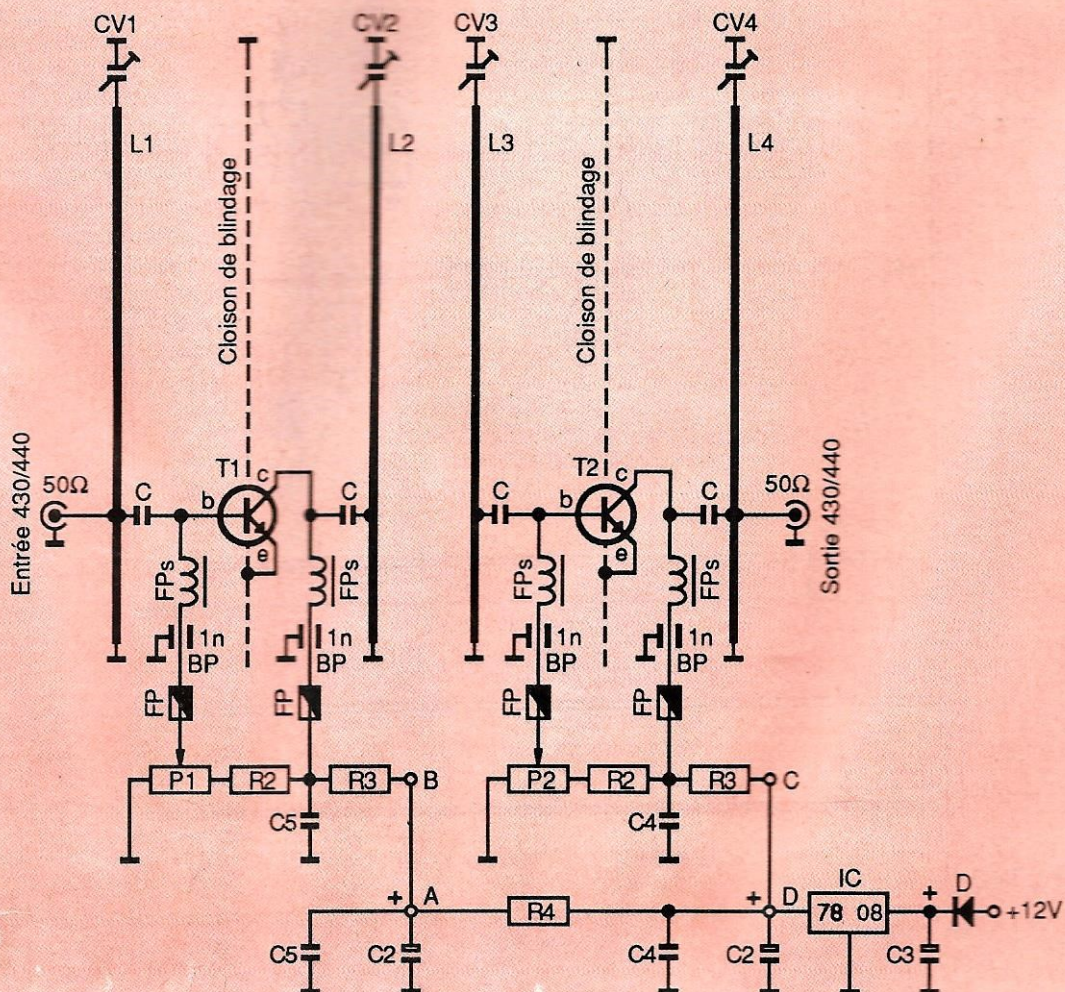 CV1 CV2 CV3 CV4
L1 L2 L3 L4
Cloison de blindage Cloison de blindage
Entrée 430/440
50Ω C b T1 c e C
C b T2 c e C 50Ω
Sortie 430/440
FPs FPs FPs FPs
1n BP 1n BP 1n BP 1n BP
FP FP FP FP
P1 R2 R3 B P2 R2 R3 C
C5 C4
+ A R4 + D IC 78 08 + D +12V
C5 C2 C4 C2 C3